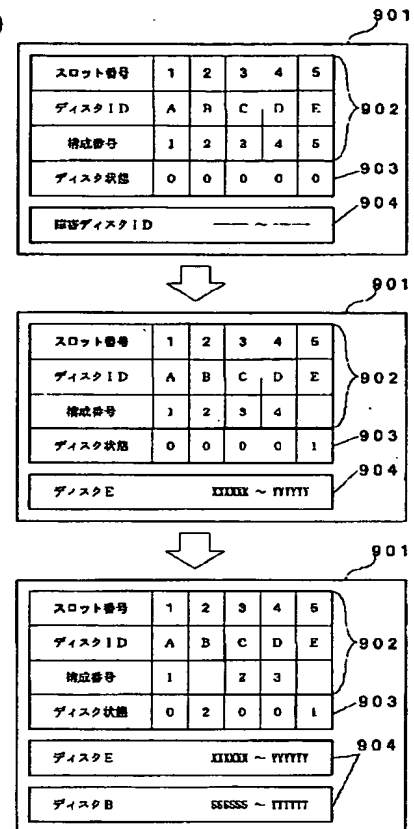 901
スロット番号 1 2 3 4 5
ディスクID A B C D E
構成番号 1 2 3 4 5
902
ディスク状態 0 0 0 0 0
903
障害ディスクID ——~——
904
901
スロット番号 1 2 3 4 5
ディスクID A B C D E
構成番号 1 2 3 4
902
ディスク状態 0 0 0 0 1
903
ディスクE XXXXXX ~ YYYYYY
904
901
スロット番号 1 2 3 4 5
ディスクID A B C D E
構成番号 1 2 3
902
ディスク状態 0 2 0 0 1
903
ディスクE XXXXXX ~ YYYYYY
904
ディスクB SSSSSS ~ TTTTTT